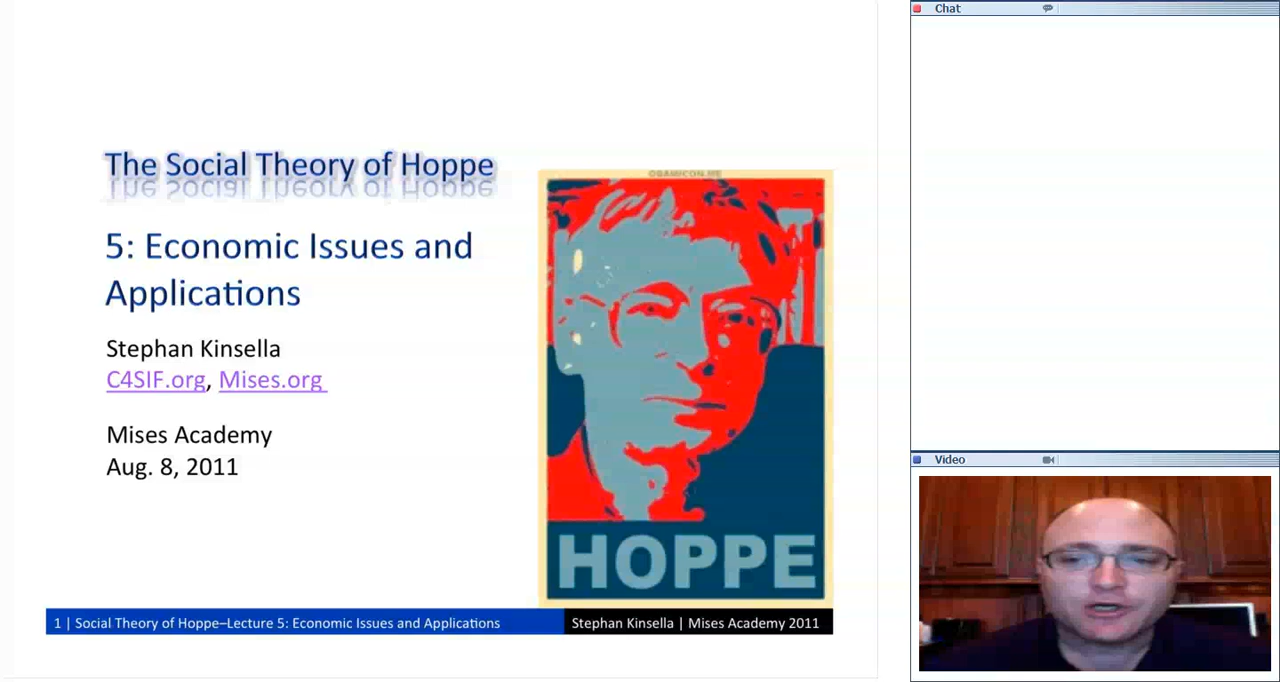 The Social Theory of Hoppe
5: Economic Issues and
Applications
Stephan Kinsella
C4SIF.org, Mises.org
Mises Academy
Aug. 8, 2011
OBAMICON.ME
HOPPE
1 | Social Theory of Hoppe–Lecture 5: Economic Issues and Applications
Stephan Kinsella | Mises Academy 2011
Chat
Video